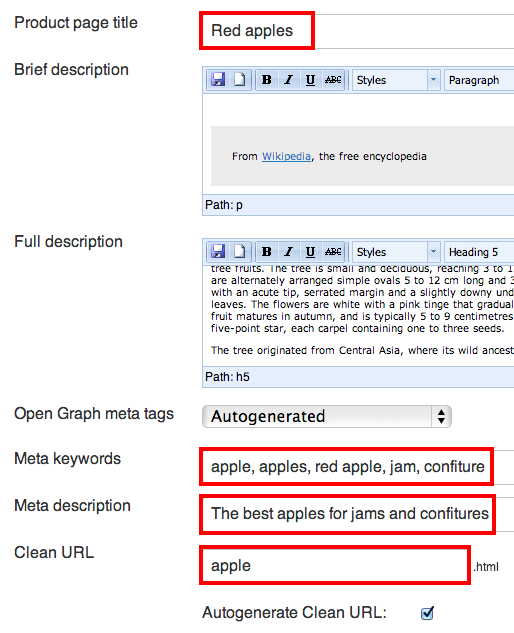 Product page title
Red apples
Brief description
B I U ABC Styles Paragraph
From Wikipedia, the free encyclopedia
Path: p
Full description
B I U ABC Styles Heading 5
tree fruits. The tree is small and deciduous, reaching 3 to 1
are alternately arranged simple ovals 5 to 12 cm long and 3
with an acute tip, serrated margin and a slightly downy und
leaves. The flowers are white with a pink tinge that gradual
fruit matures in autumn, and is typically 5 to 9 centimetres
five-point star, each carpel containing one to three seeds.
The tree originated from Central Asia, where its wild ancest
Path: h5
Open Graph meta tags
Autogenerated
Meta keywords
apple, apples, red apple, jam, confiture
Meta description
The best apples for jams and confitures
Clean URL
apple .html
Autogenerate Clean URL: